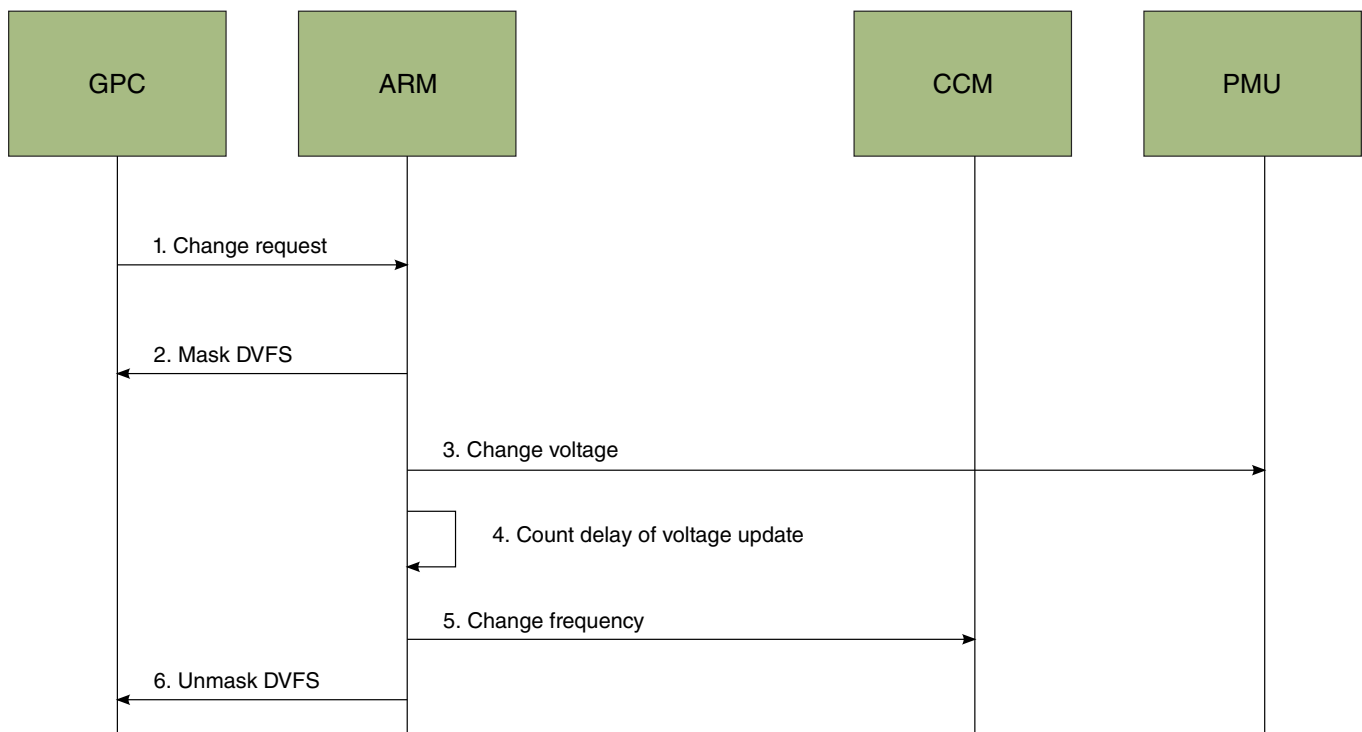 GPC
ARM
CCM
PMU
1. Change request
2. Mask DVFS
3. Change voltage
4. Count delay of voltage update
5. Change frequency
6. Unmask DVFS